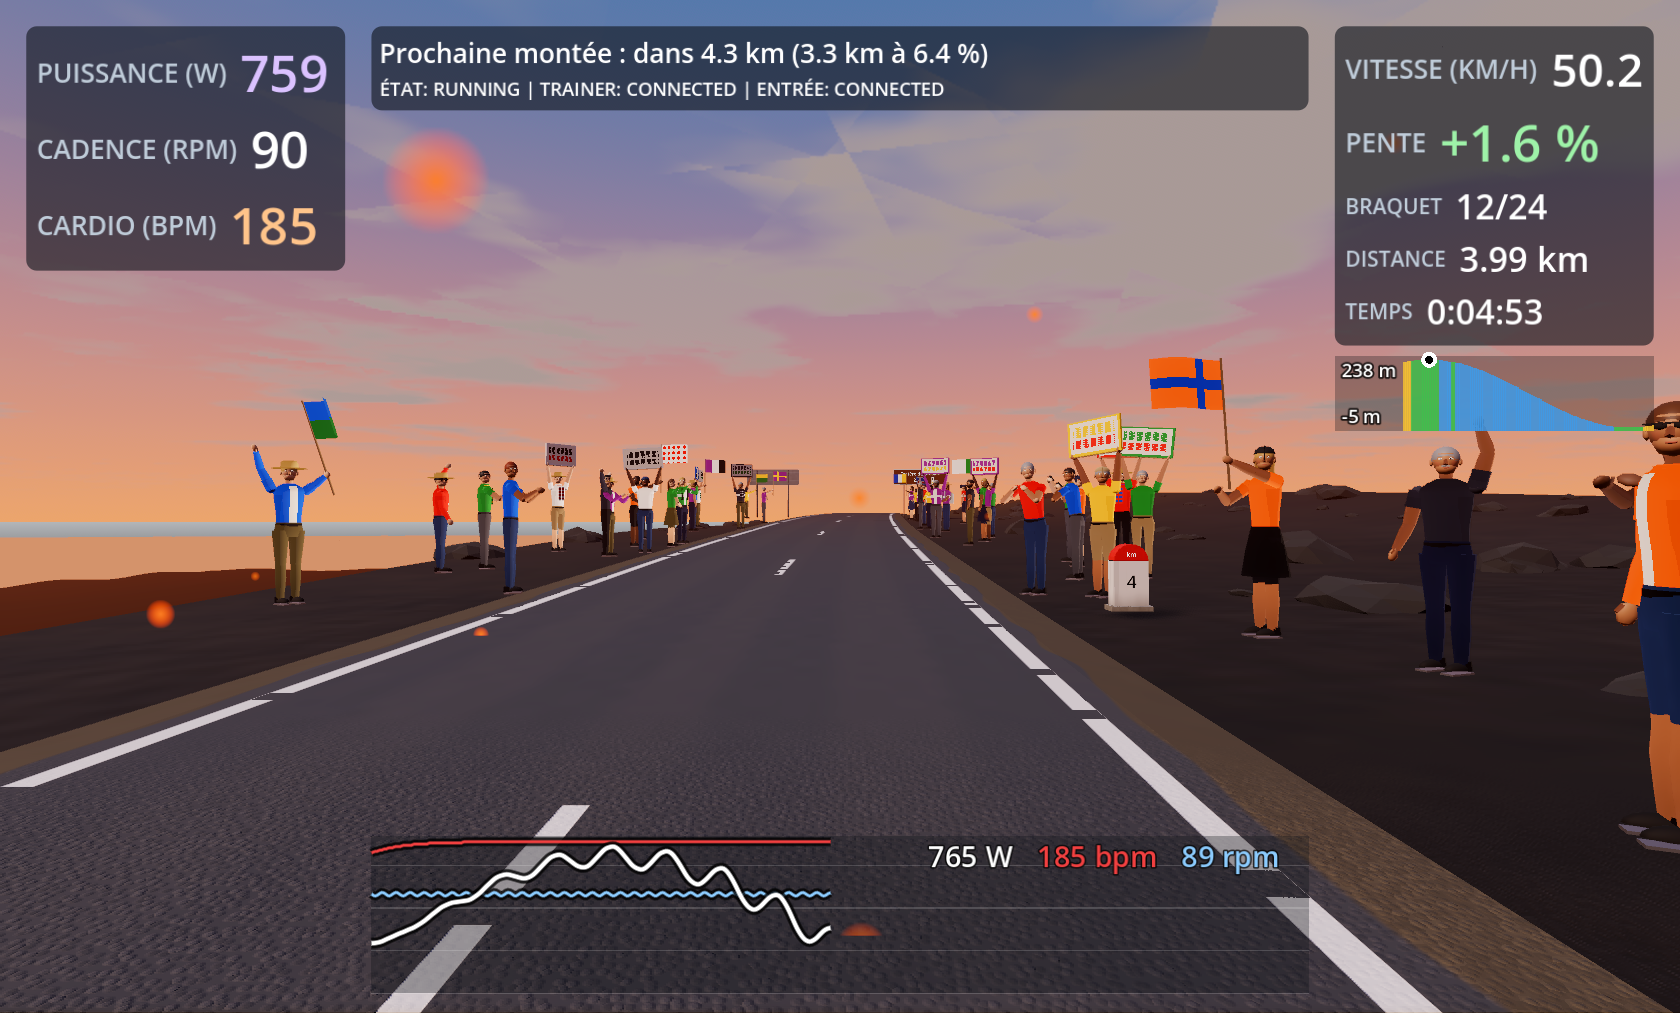 PUISSANCE (W) 759
CADENCE (RPM) 90
CARDIO (BPM) 185
Prochaine montée : dans 4.3 km (3.3 km à 6.4 %)
ÉTAT: RUNNING | TRAINER: CONNECTED | ENTRÉE: CONNECTED
VITESSE (KM/H) 50.2
PENTE +1.6 %
BRAQUET 12/24
DISTANCE 3.99 km
TEMPS 0:04:53
238 m
-5 m
km
4
765 W 185 bpm 89 rpm